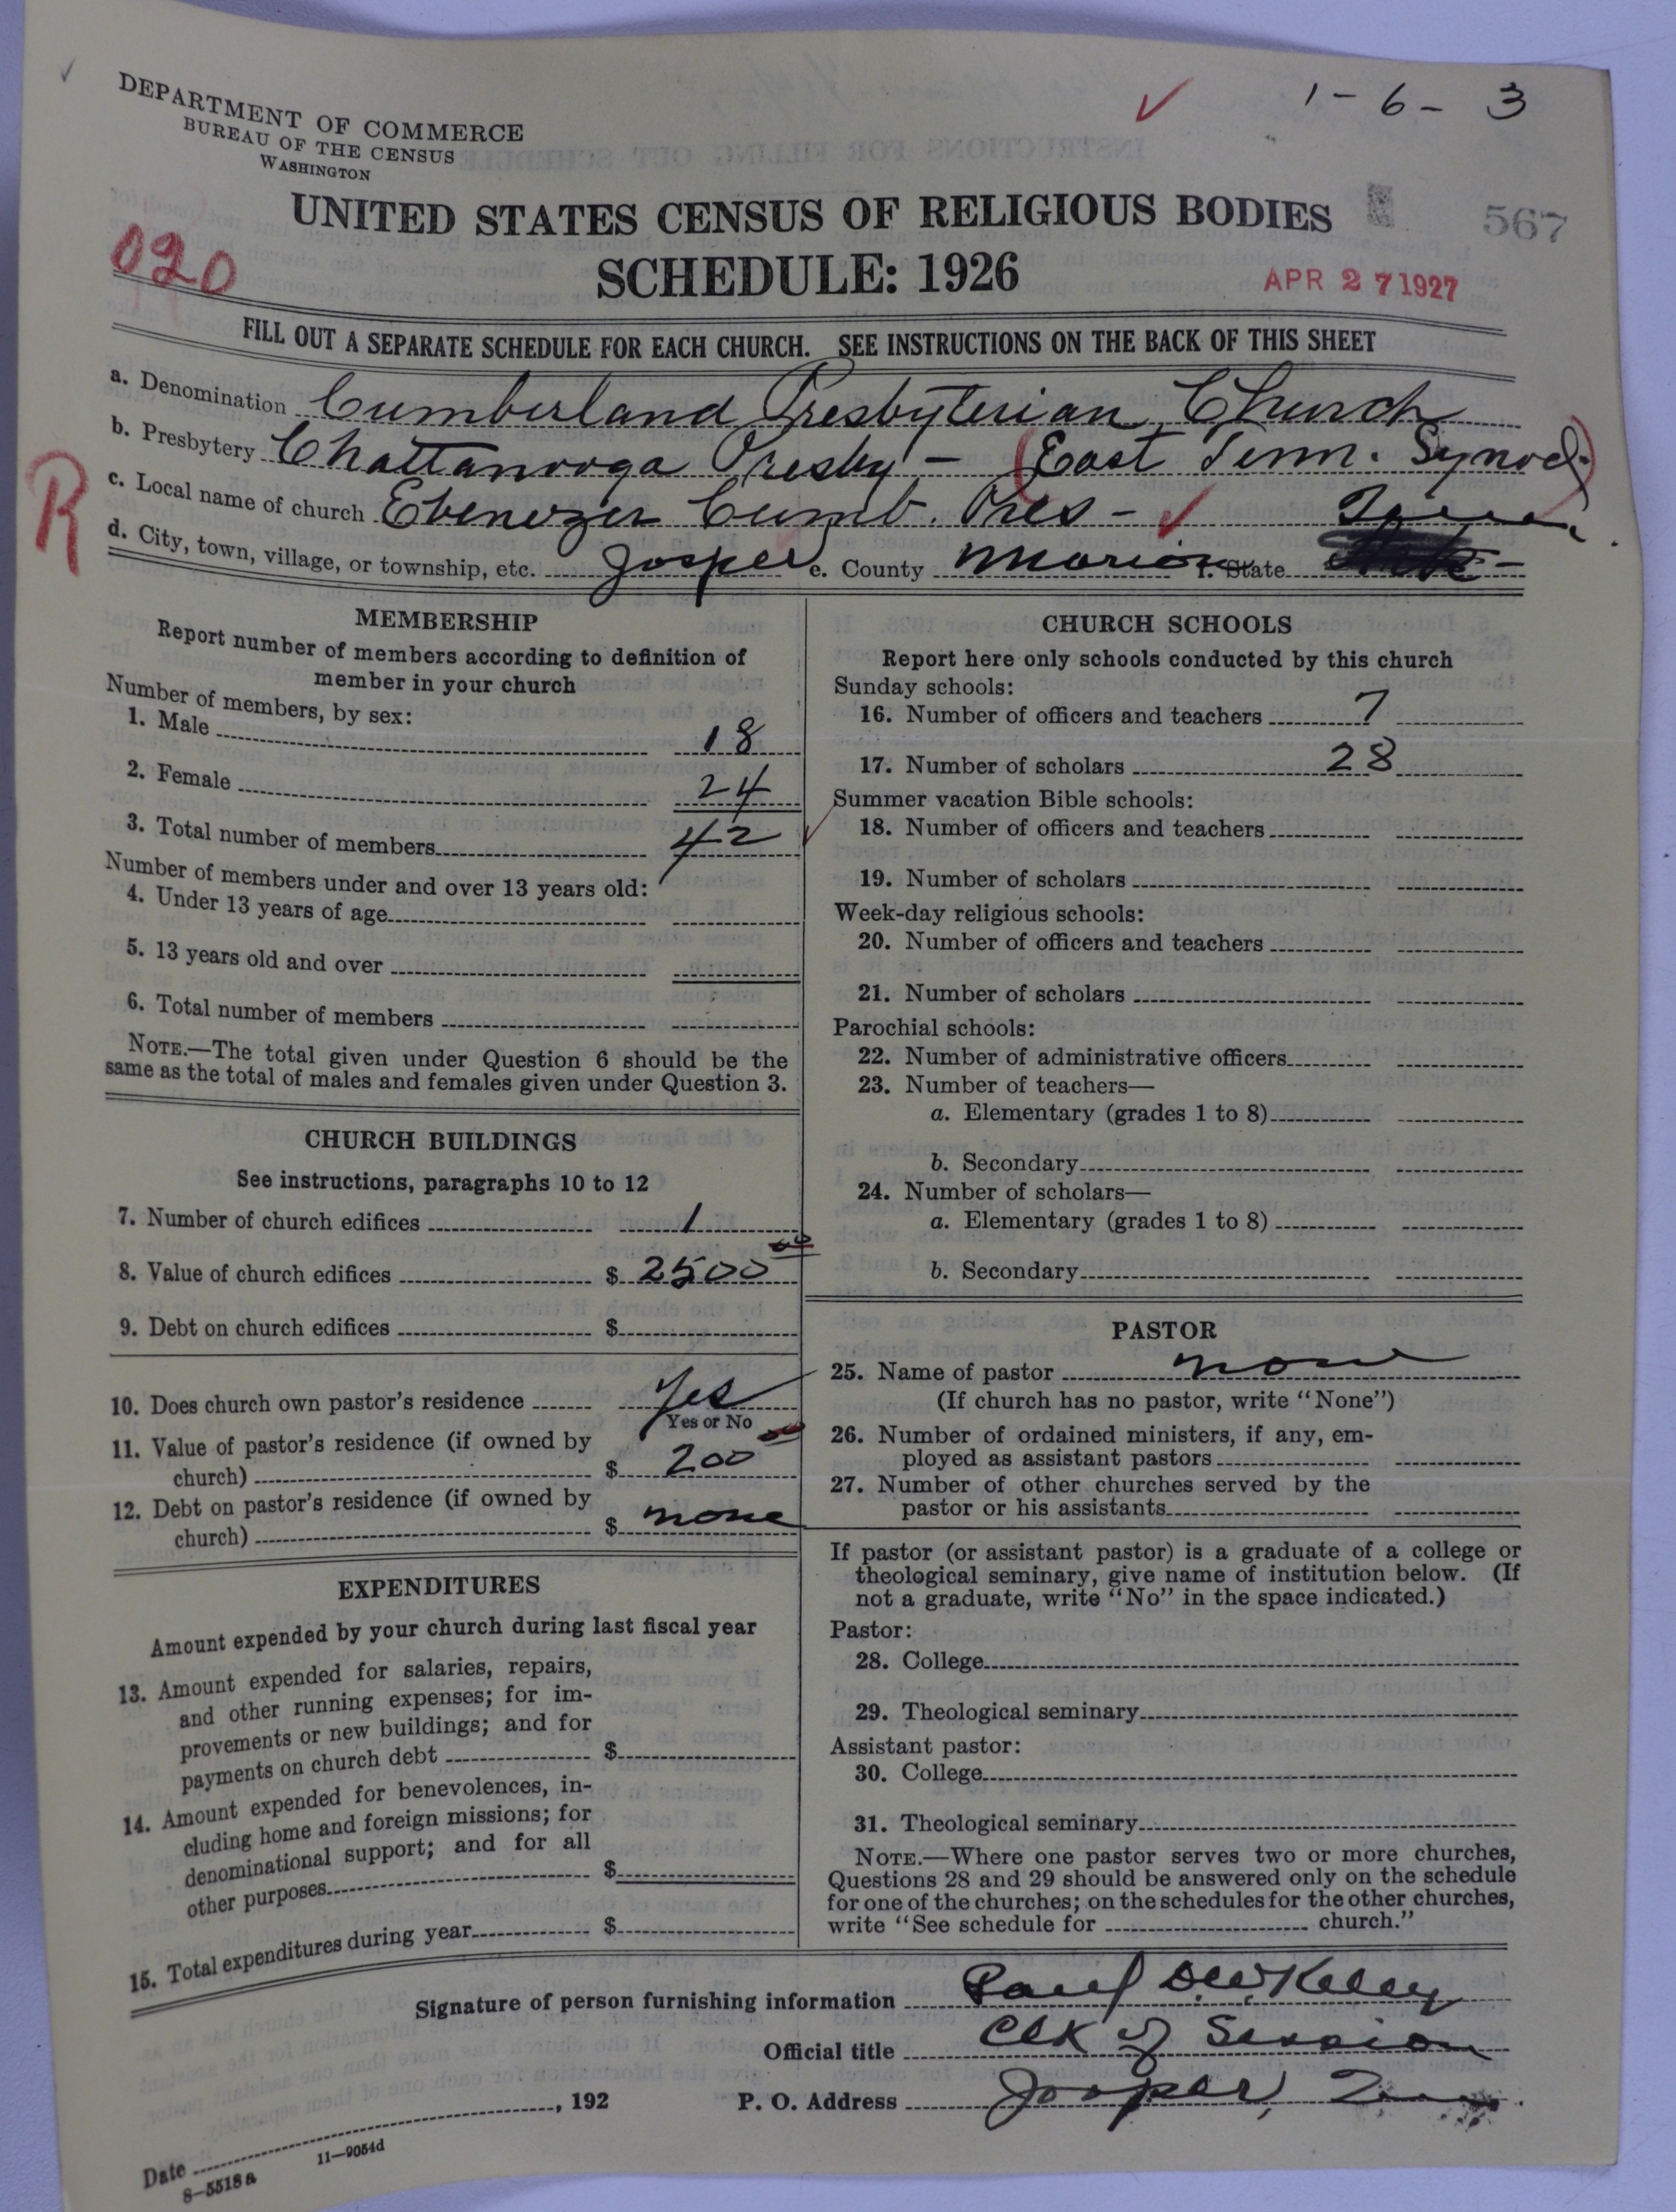 1-6-3
DEPARTMENT OF COMMERCE
BUREAU OF THE CENSUS
WASHINGTON
UNITED STATES CENSUS OF RELIGIOUS BODIES
567
020
SCHEDULE: 1926
APR 27 1927
FILL OUT A SEPARATE SCHEDULE FOR EACH CHURCH. SEE INSTRUCTIONS ON THE BACK OF THIS SHEET
a. Denomination Cumberland Presbyterian Church
b. Presbytery Chattanooga Presby - (East Tenn. Synod)
R
c. Local name of church Ebenezer Cumb. Pres - Tenn.
d. City, town, village, or township, etc. Jasper e. County Marion f. State
MEMBERSHIP
Report number of members according to definition of
member in your church
Number of members, by sex:
1. Male 18
2. Female 24
3. Total number of members 42
Number of members under and over 13 years old:
4. Under 13 years of age
5. 13 years old and over
6. Total number of members
NOTE.—The total given under Question 6 should be the
same as the total of males and females given under Question 3.
CHURCH BUILDINGS
See instructions, paragraphs 10 to 12
7. Number of church edifices 1
8. Value of church edifices $ 2500 00
9. Debt on church edifices $
10. Does church own pastor's residence Yes
Yes or No
11. Value of pastor's residence (if owned by
church) $ 200 00
12. Debt on pastor's residence (if owned by
church) $ none
EXPENDITURES
Amount expended by your church during last fiscal year
13. Amount expended for salaries, repairs,
and other running expenses; for im-
provements or new buildings; and for
payments on church debt $
14. Amount expended for benevolences, in-
cluding home and foreign missions; for
denominational support; and for all
other purposes $
15. Total expenditures during year $
CHURCH SCHOOLS
Report here only schools conducted by this church
Sunday schools:
16. Number of officers and teachers 7
17. Number of scholars 28
Summer vacation Bible schools:
18. Number of officers and teachers
19. Number of scholars
Week-day religious schools:
20. Number of officers and teachers
21. Number of scholars
Parochial schools:
22. Number of administrative officers
23. Number of teachers—
a. Elementary (grades 1 to 8)
b. Secondary
24. Number of scholars—
a. Elementary (grades 1 to 8)
b. Secondary
PASTOR
25. Name of pastor none
(If church has no pastor, write "None")
26. Number of ordained ministers, if any, em-
ployed as assistant pastors
27. Number of other churches served by the
pastor or his assistants
If pastor (or assistant pastor) is a graduate of a college or
theological seminary, give name of institution below. (If
not a graduate, write "No" in the space indicated.)
Pastor:
28. College
29. Theological seminary
Assistant pastor:
30. College
31. Theological seminary
NOTE.—Where one pastor serves two or more churches,
Questions 28 and 29 should be answered only on the schedule
for one of the churches; on the schedules for the other churches,
write "See schedule for church."
Signature of person furnishing information Paul D.W. Kelly
Official title Clk of Session
Date , 192 P. O. Address Jasper,
8-5518a 11—9054d